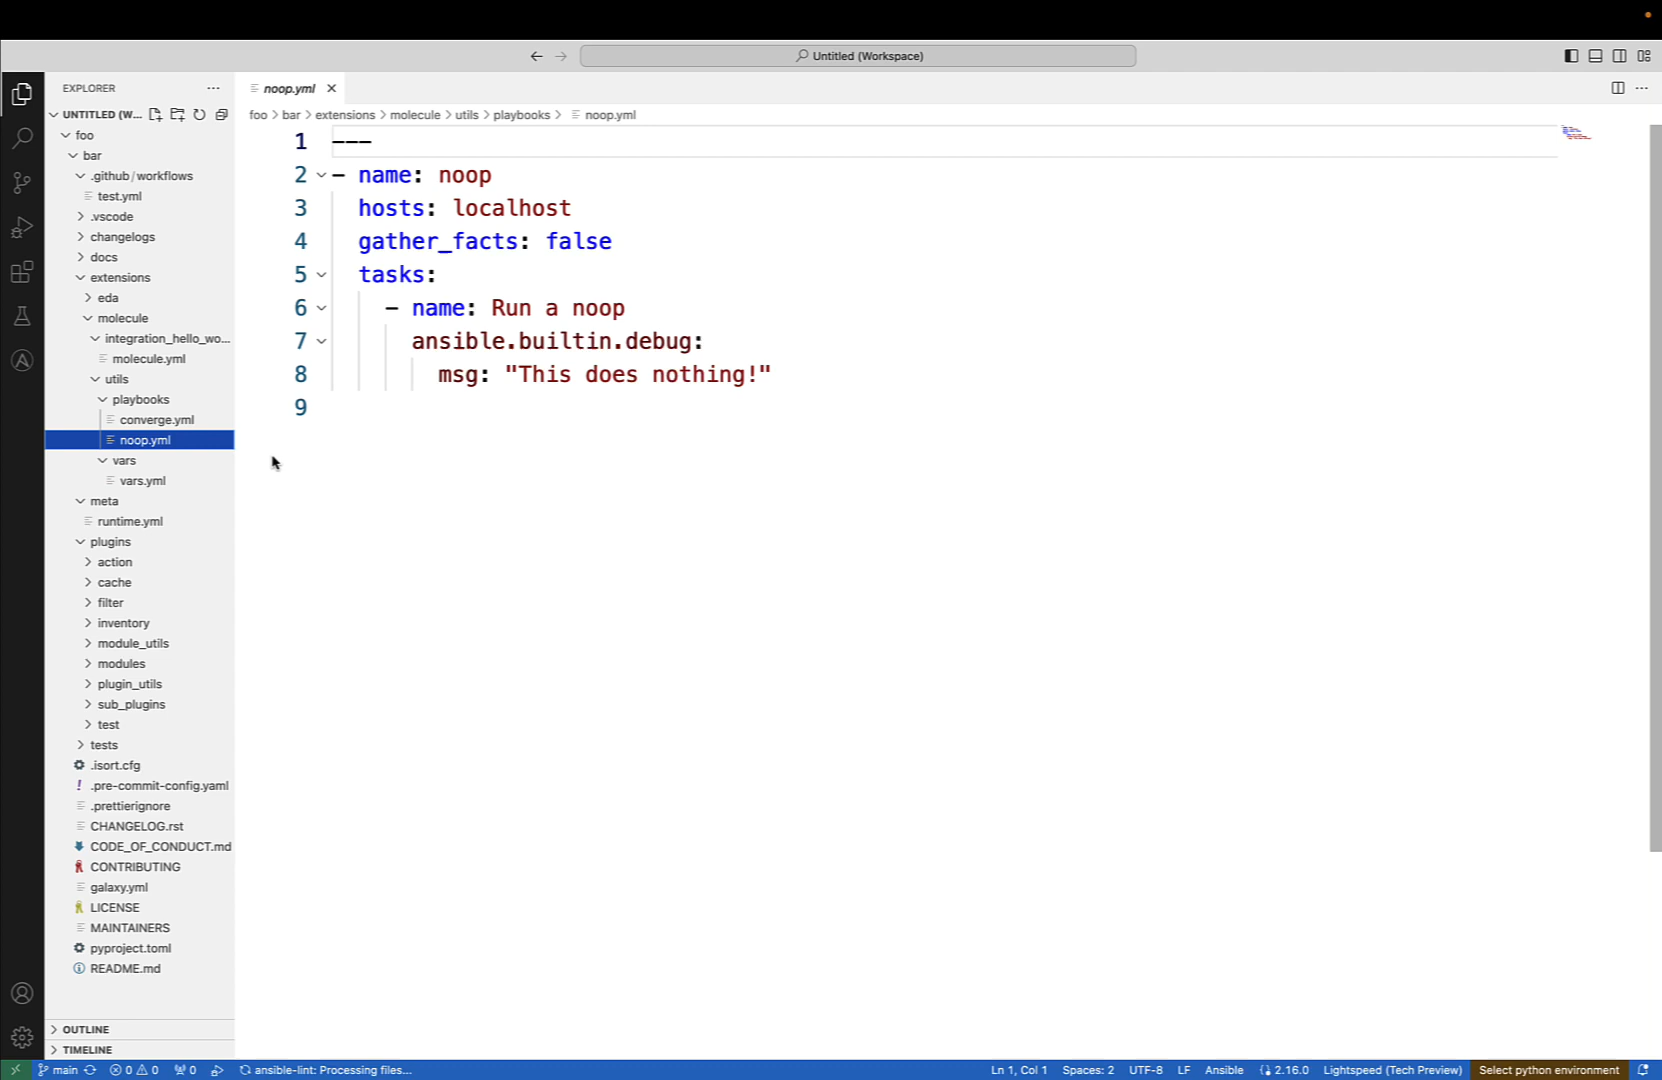 Untitled (Workspace)
EXPLORER
UNTITLED (W...
foo
bar
.github/workflows
test.yml
.vscode
changelogs
docs
extensions
eda
molecule
integration_hello_wo...
molecule.yml
utils
playbooks
converge.yml
noop.yml
vars
vars.yml
meta
runtime.yml
plugins
action
cache
filter
inventory
module_utils
modules
plugin_utils
sub_plugins
test
tests
.isort.cfg
.pre-commit-config.yaml
.prettierignore
CHANGELOG.rst
CODE_OF_CONDUCT.md
CONTRIBUTING
galaxy.yml
LICENSE
MAINTAINERS
pyproject.toml
README.md
OUTLINE
TIMELINE
noop.yml
foo > bar > extensions > molecule > utils > playbooks > noop.yml
1 ---
2 - name: noop
3 hosts: localhost
4 gather_facts: false
5 tasks:
6 - name: Run a noop
7 ansible.builtin.debug:
8 msg: "This does nothing!"
9
main 0 0 0 ansible-lint: Processing files... Ln 1, Col 1 Spaces: 2 UTF-8 LF Ansible 2.16.0 Lightspeed (Tech Preview) Select python environment